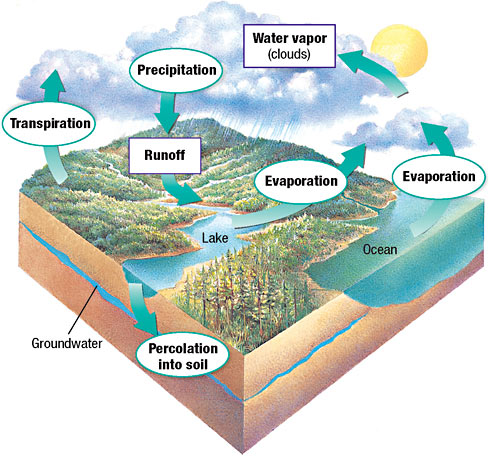 Water vapor
(clouds)
Precipitation
Transpiration
Runoff
Evaporation
Evaporation
Lake
Ocean
Groundwater
Percolation
into soil